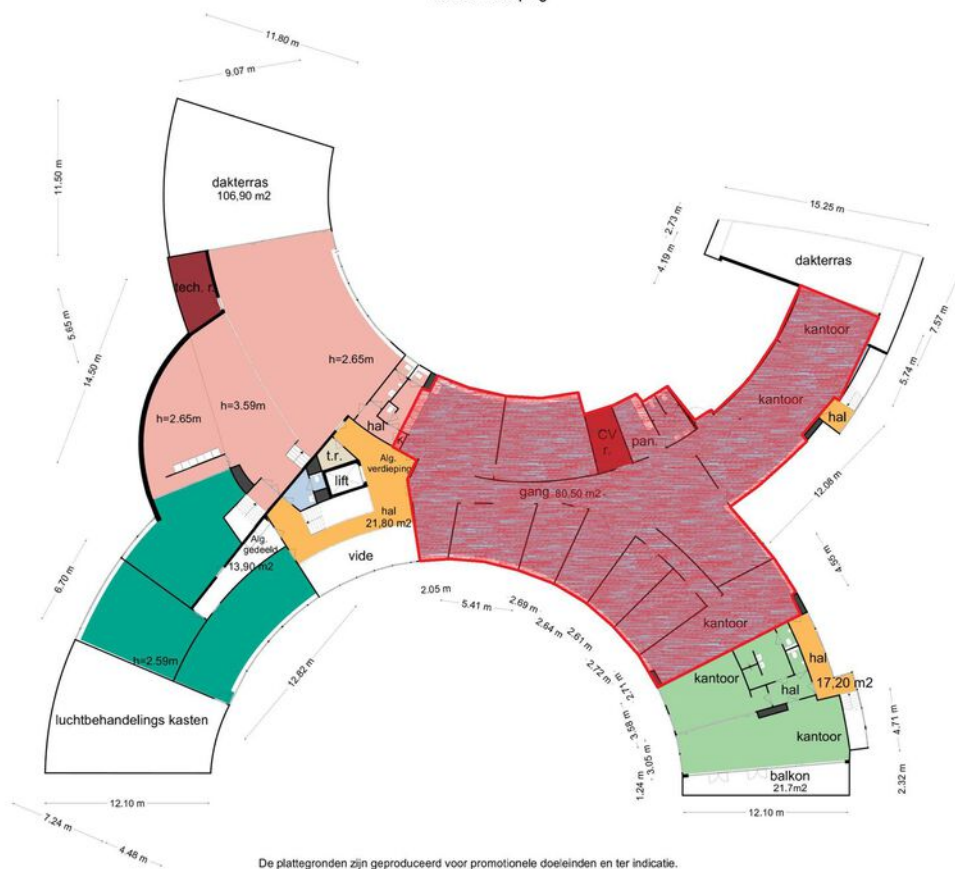 11.80 m
9.07 m
11.50 m
dakterras
106,90 m2
15.25 m
2.73 m
4.19 m
dakterras
tech. r.
5.65 m
14.50 m
7.57 m
5.74 m
kantoor
h=2.65m
h=3.59m
h=2.65m
kantoor
hal
hal
CV
r.
pan.
t.r.
Alg.
verdieping
lift
gang 80.50 m2
12.08 m
hal
21,80 m2
Alg.
gedeeld
13,90 m2
vide
6.70 m
4.55 m
2.05 m
5.41 m
2.69 m
2.64 m
2.61 m
2.72 m
2.71 m
3.58 m
3.05 m
1.24 m
12.82 m
h=2.59m
kantoor
kantoor
hal
hal
17,20 m2
luchtbehandelings kasten
kantoor
4.71 m
2.32 m
balkon
21.7m2
12.10 m
12.10 m
7.24 m
4.48 m
De plattegronden zijn geproduceerd voor promotionele doeleinden en ter indicatie.